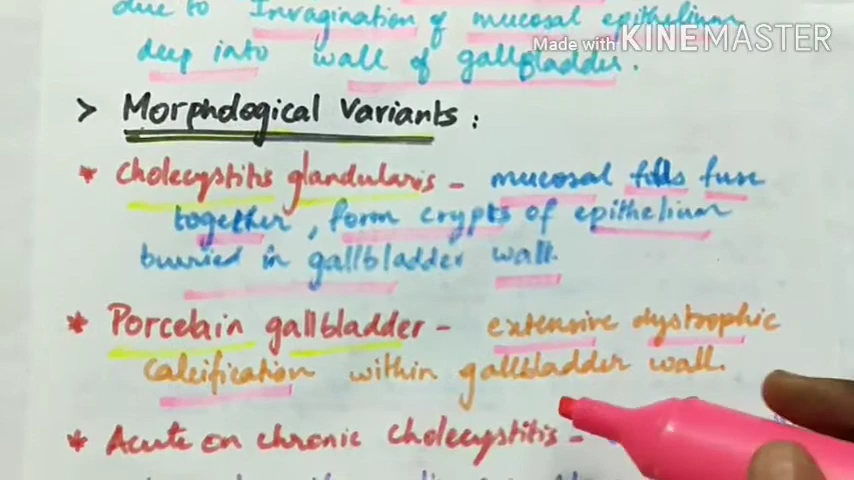 due to Invagination of mucosal epithelium
Made with KINEMASTER
deep into wall of gallbladder.
> Morphological Variants :
* Cholecystitis glandularis - mucosal folds fuse
together, form crypts of epithelium
burried in gallbladder wall.
* Porcelain gallbladder - extensive dystrophic
calcification within gallbladder wall.
* Acute on chronic cholecystitis -